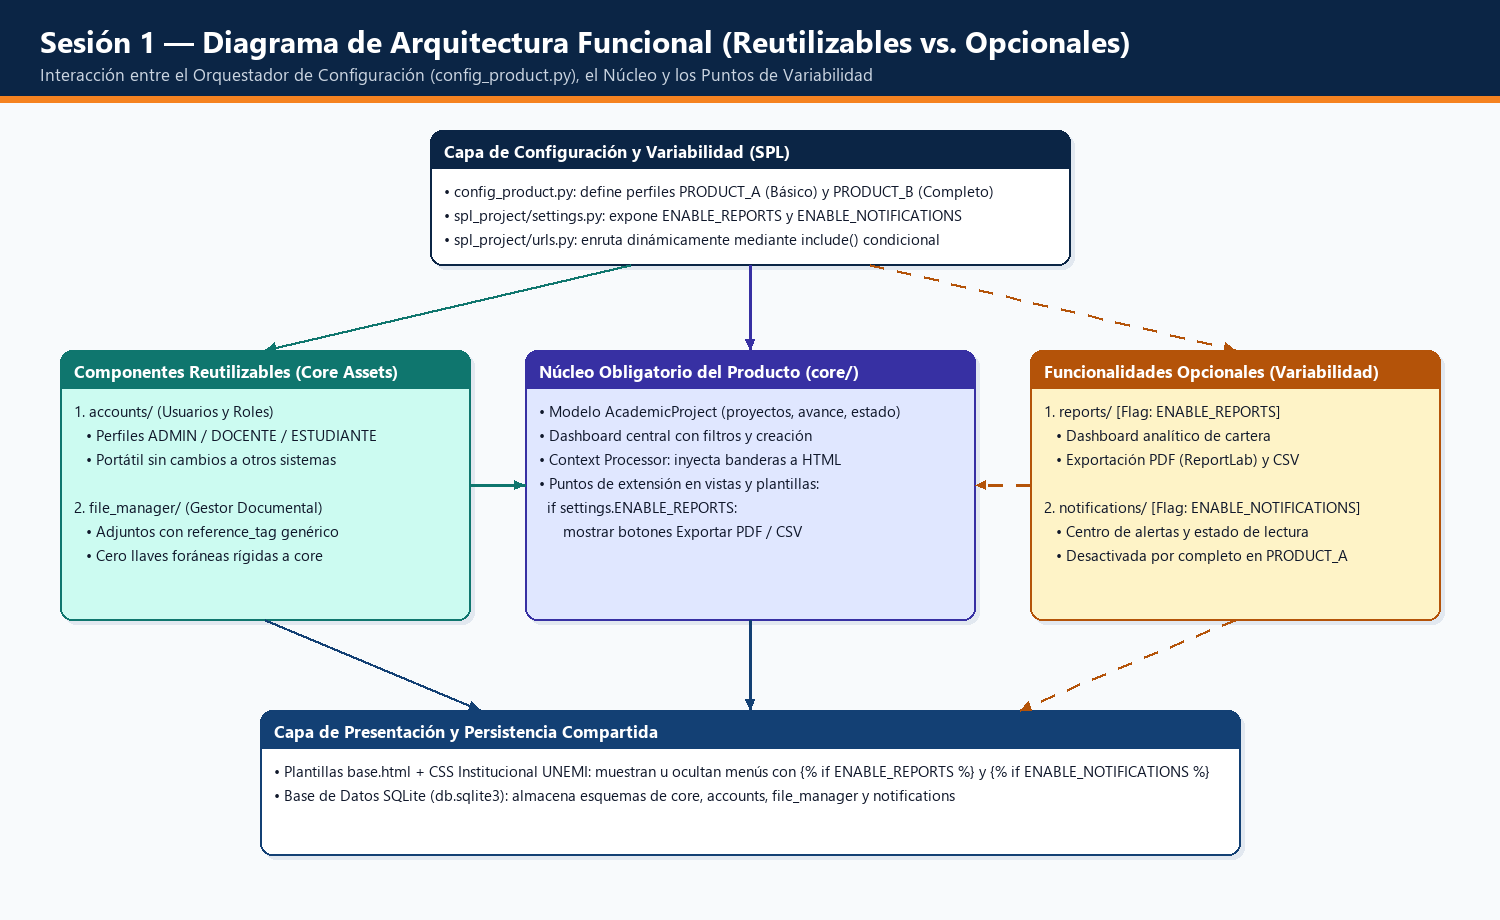 Sesión 1 — Diagrama de Arquitectura Funcional (Reutilizables vs. Opcionales)
Interacción entre el Orquestador de Configuración (config_product.py), el Núcleo y los Puntos de Variabilidad
Capa de Configuración y Variabilidad (SPL)
• config_product.py: define perfiles PRODUCT_A (Básico) y PRODUCT_B (Completo)
• spl_project/settings.py: expone ENABLE_REPORTS y ENABLE_NOTIFICATIONS
• spl_project/urls.py: enruta dinámicamente mediante include() condicional
Componentes Reutilizables (Core Assets)
1. accounts/ (Usuarios y Roles)
• Perfiles ADMIN / DOCENTE / ESTUDIANTE
• Portátil sin cambios a otros sistemas
2. file_manager/ (Gestor Documental)
• Adjuntos con reference_tag genérico
• Cero llaves foráneas rígidas a core
Núcleo Obligatorio del Producto (core/)
• Modelo AcademicProject (proyectos, avance, estado)
• Dashboard central con filtros y creación
• Context Processor: inyecta banderas a HTML
• Puntos de extensión en vistas y plantillas:
if settings.ENABLE_REPORTS:
mostrar botones Exportar PDF / CSV
Funcionalidades Opcionales (Variabilidad)
1. reports/ [Flag: ENABLE_REPORTS]
• Dashboard analítico de cartera
• Exportación PDF (ReportLab) y CSV
2. notifications/ [Flag: ENABLE_NOTIFICATIONS]
• Centro de alertas y estado de lectura
• Desactivada por completo en PRODUCT_A
Capa de Presentación y Persistencia Compartida
• Plantillas base.html + CSS Institucional UNEMI: muestran u ocultan menús con {% if ENABLE_REPORTS %} y {% if ENABLE_NOTIFICATIONS %}
• Base de Datos SQLite (db.sqlite3): almacena esquemas de core, accounts, file_manager y notifications